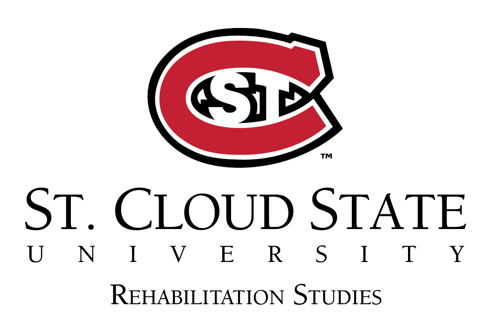 ST
C
™
ST. CLOUD STATE
UNIVERSITY
REHABILITATION STUDIES